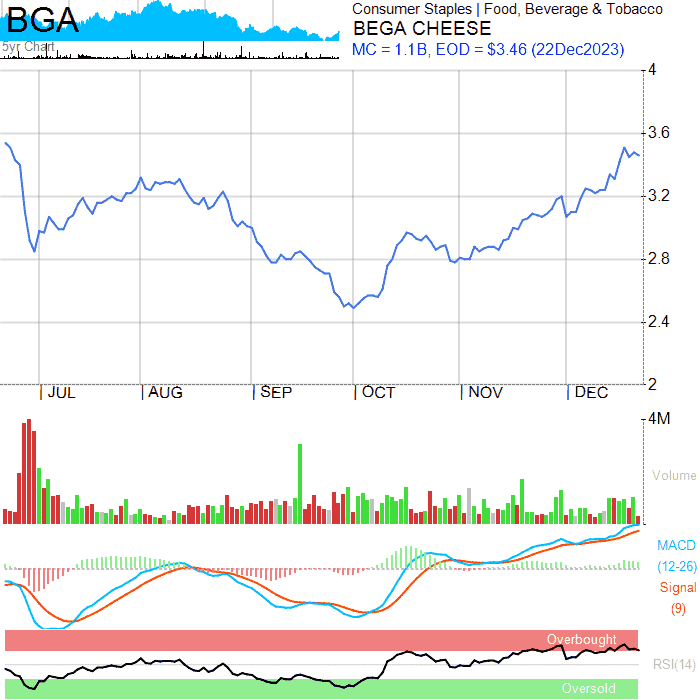 BGA
5yr Chart
Consumer Staples | Food, Beverage & Tobacco
BEGA CHEESE
MC = 1.1B, EOD = $3.46 (22Dec2023)
4
3.6
3.2
2.8
2.4
2
JUL AUG SEP OCT NOV DEC
4M
Volume
MACD
(12-26)
Signal
(9)
Overbought
RSI(14)
Oversold